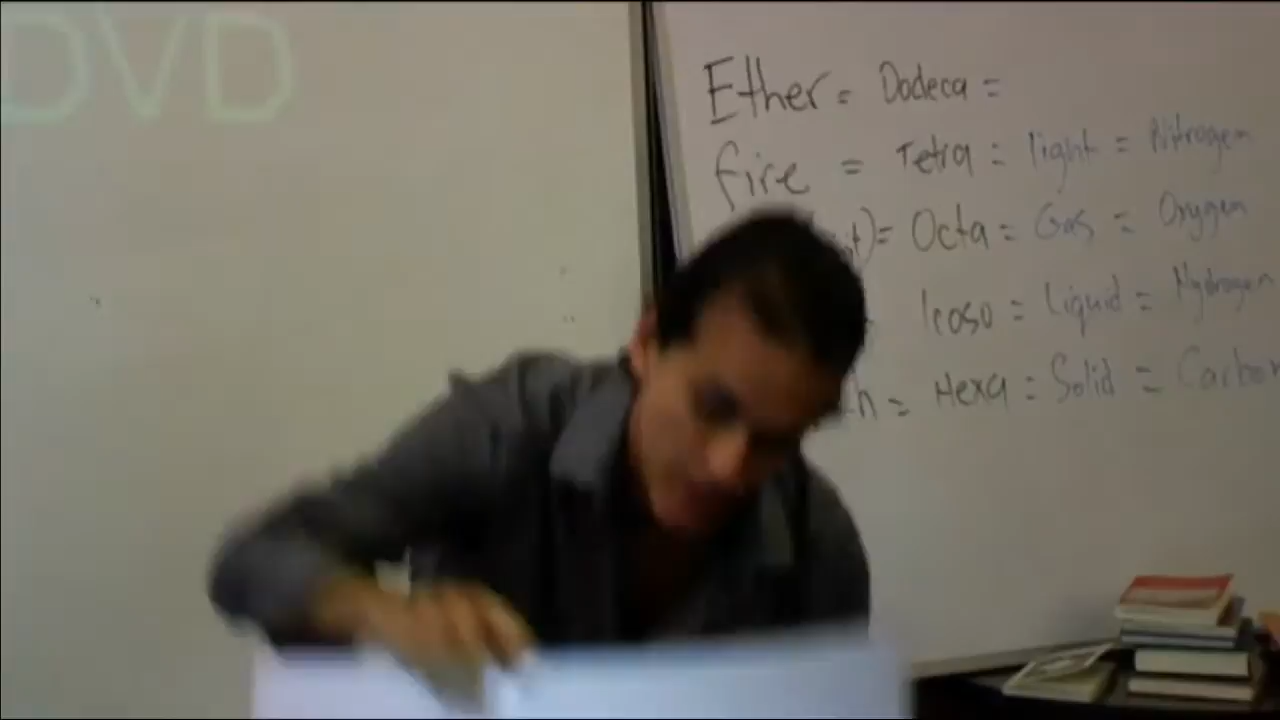 DVD
Ether = Dodeca =
fire = Tetra = light = Nitrogen
= Octa = Gas = Oxygen
Icoso = Liquid = Hydrogen
= Hexa = Solid = Carbon